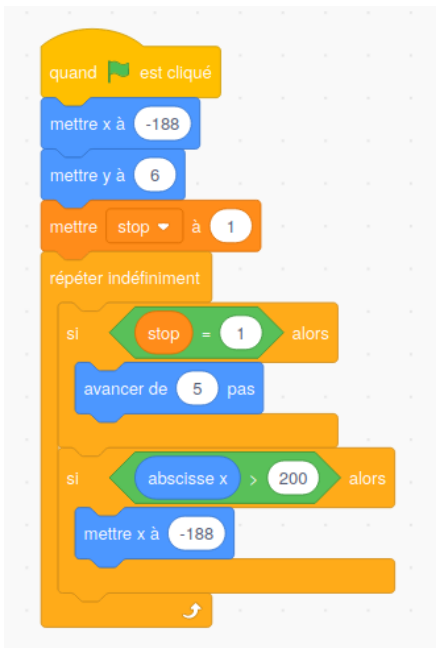 quand est cliqué
mettre x à -188
mettre y à 6
mettre stop à 1
répéter indéfiniment
si stop = 1 alors
avancer de 5 pas
si abscisse x > 200 alors
mettre x à -188